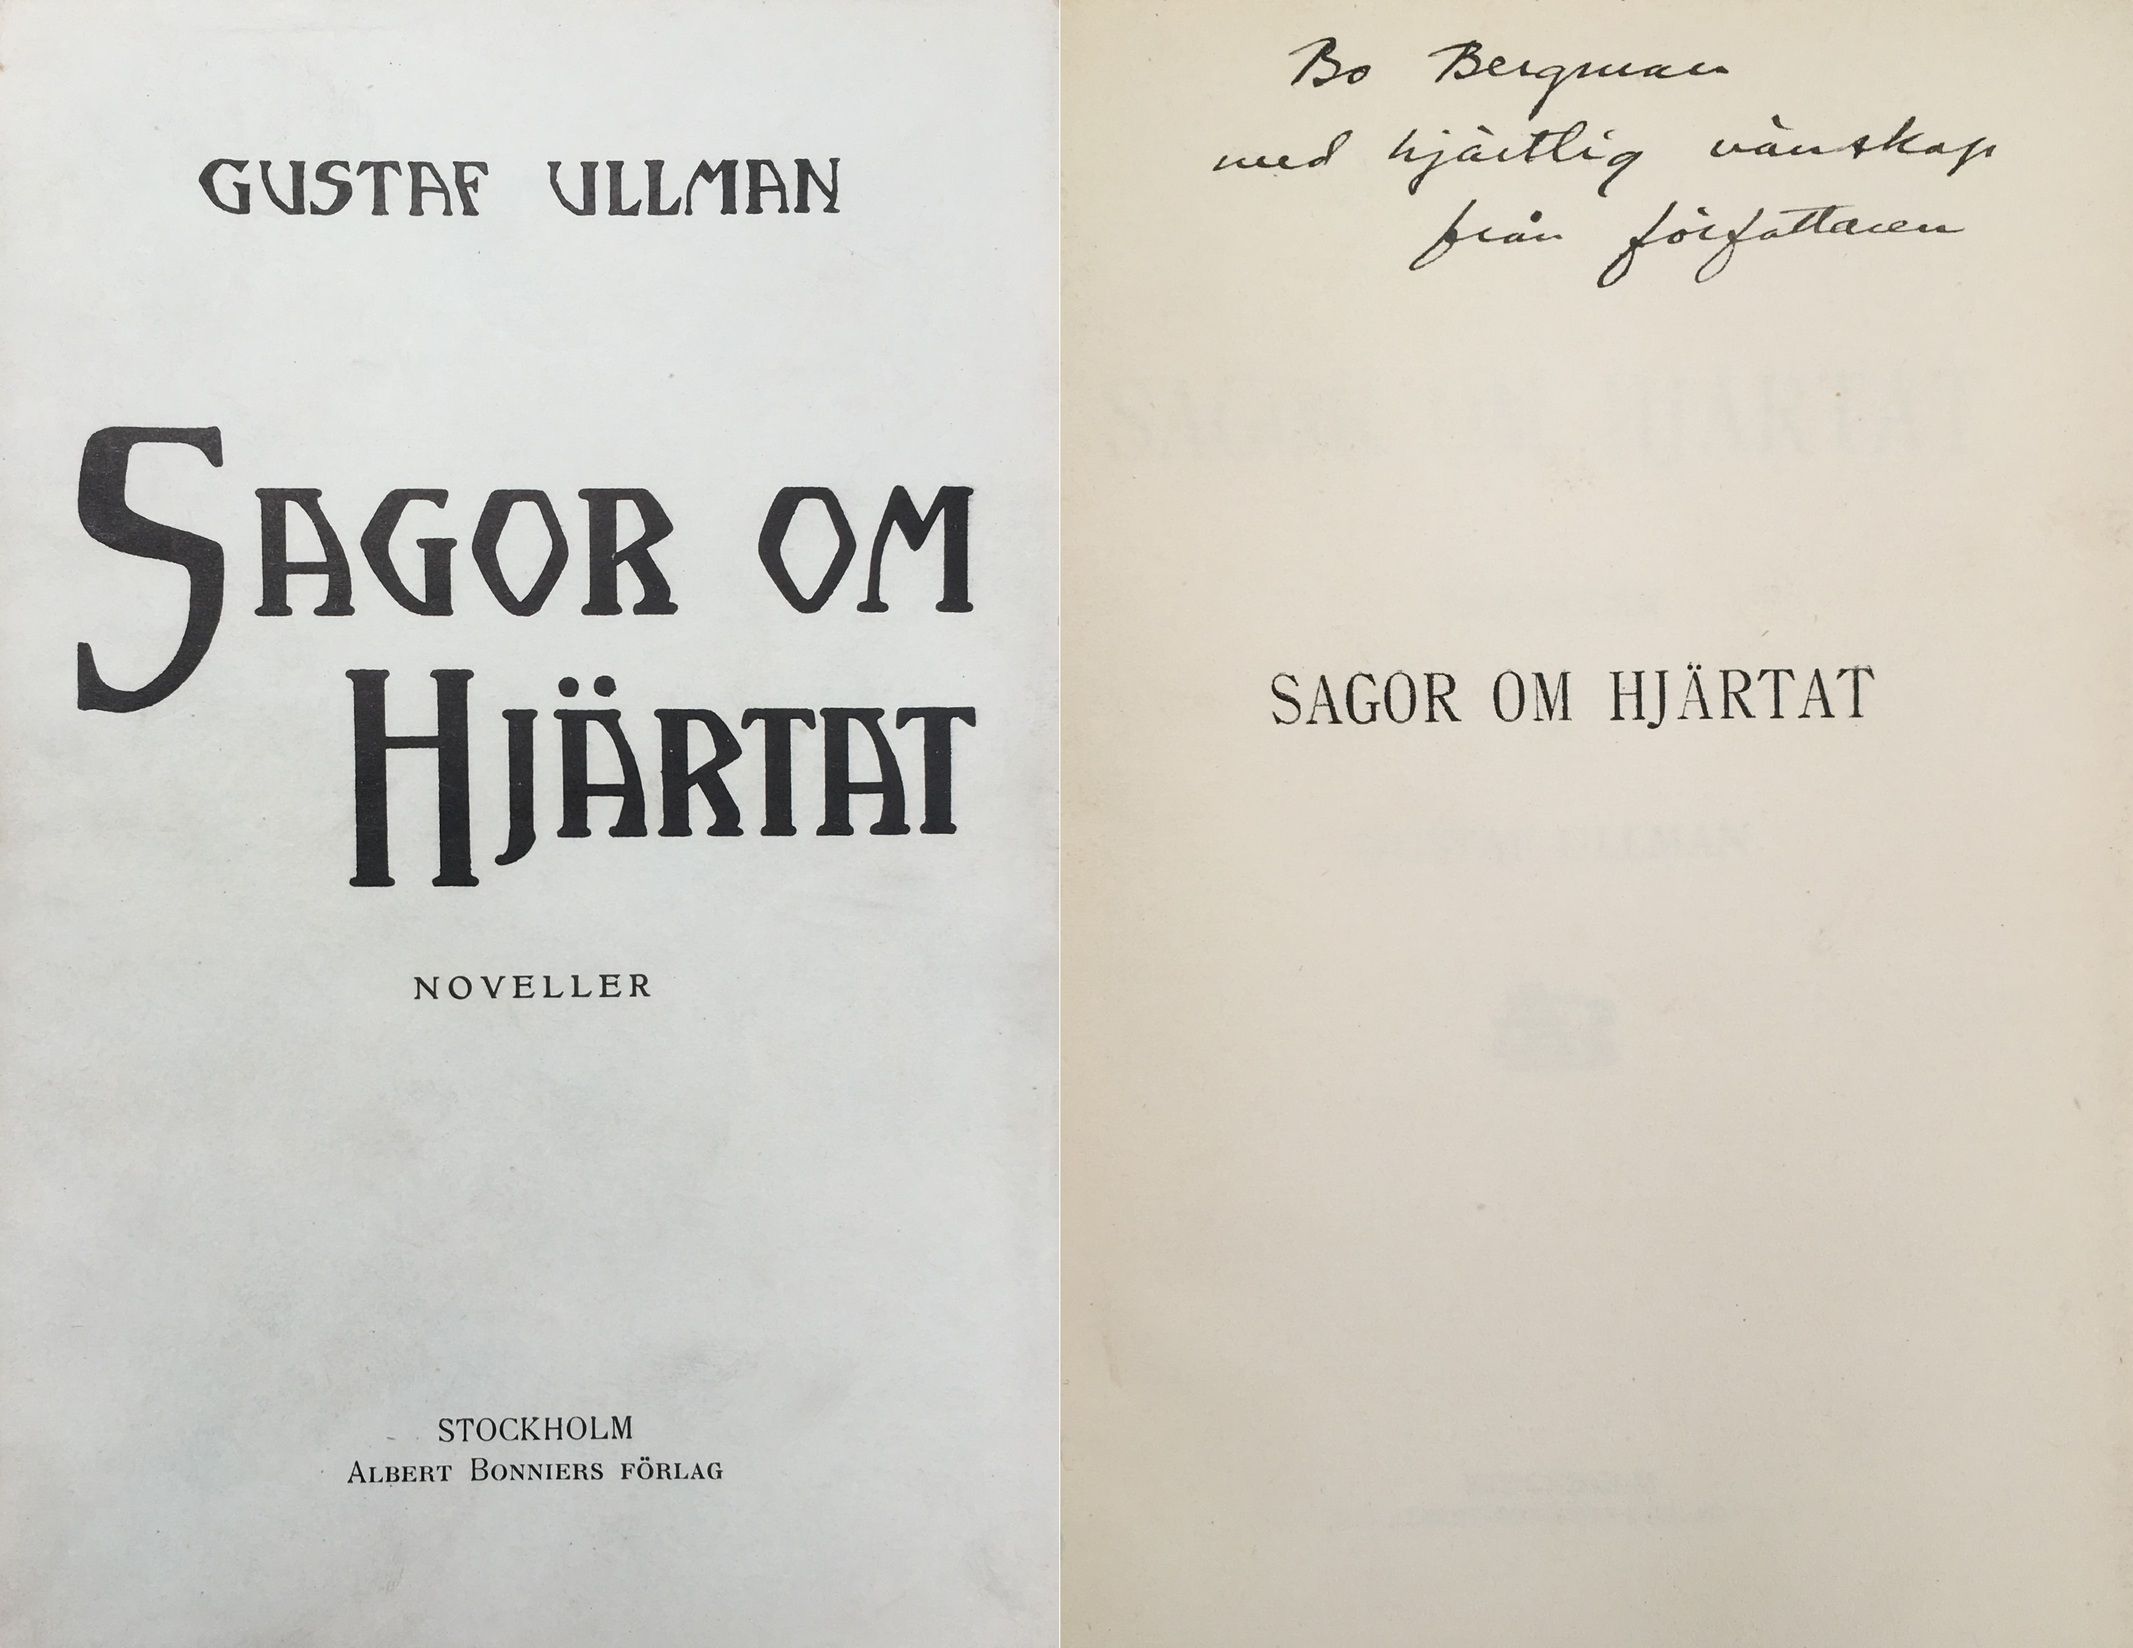 GUSTAF ULLMAN
SAGOR OM
HJÄRTAT
NOVELLER
STOCKHOLM
ALBERT BONNIERS FÖRLAG
Bo Bergman
med hjärtlig vänskap
från författaren
SAGOR OM HJÄRTAT